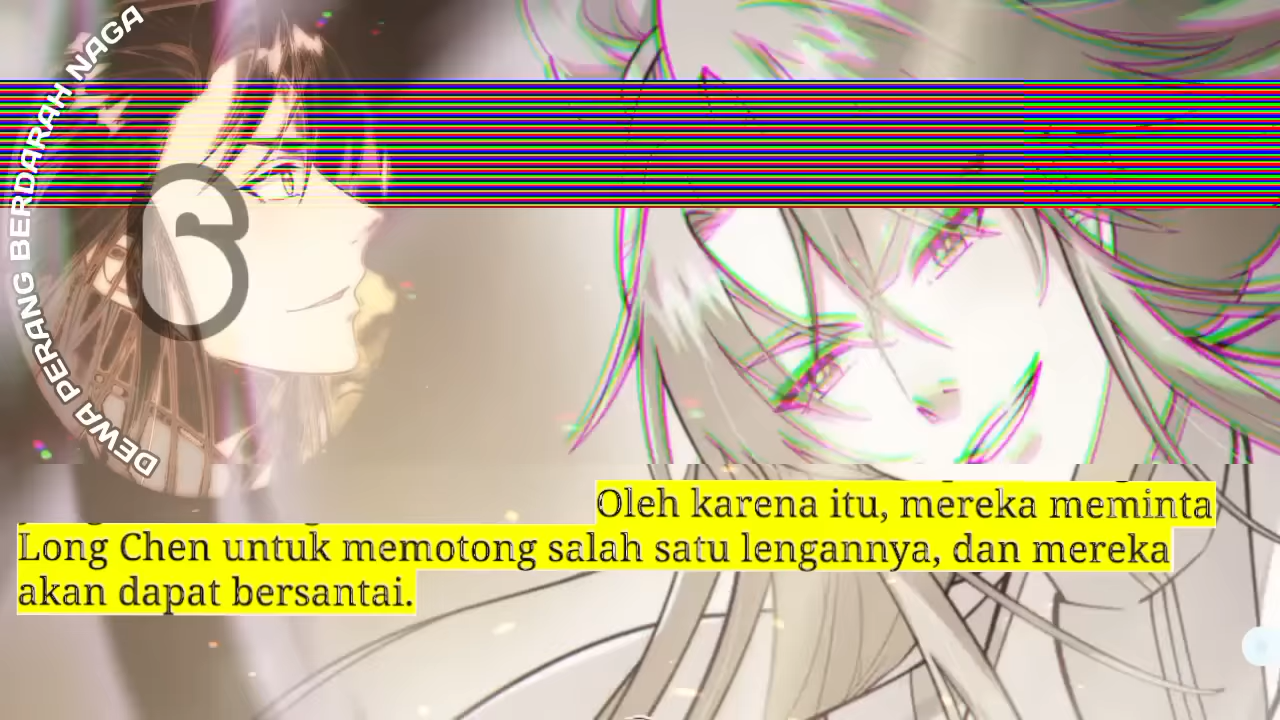 DEWA PERANG BERDARAH NAGA
6
Oleh karena itu, mereka meminta
Long Chen untuk memotong salah satu lengannya, dan mereka
akan dapat bersantai.